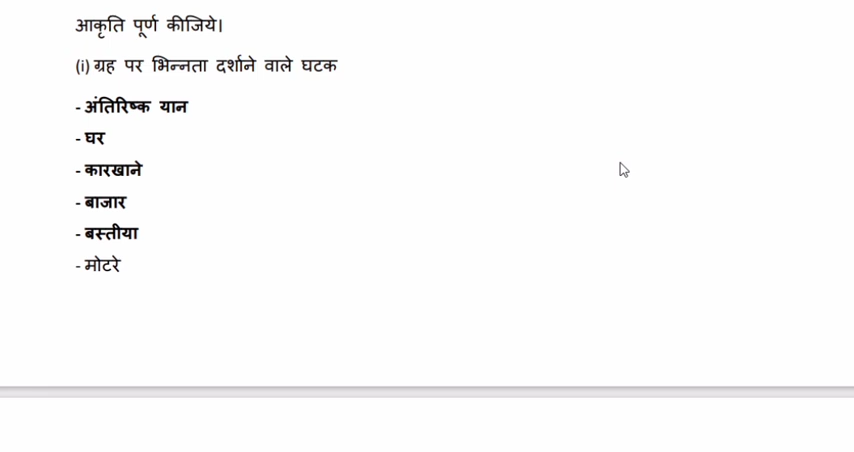 आकृति पूर्ण कीजिये।
(i) ग्रह पर भिन्नता दर्शाने वाले घटक
- अंतिरिष्क यान
- घर
- कारखाने
- बाजार
- बस्तीया
- मोटरे